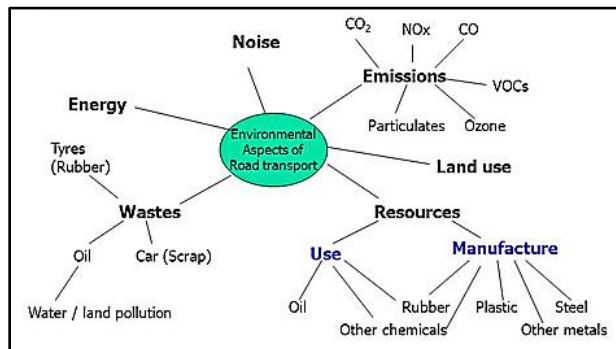 CO₂
NOx
CO
Noise
Emissions
VOCs
Energy
Particulates
Ozone
Environmental
Aspects of
Road transport
Tyres
(Rubber)
Land use
Wastes
Resources
Oil
Car (Scrap)
Use
Manufacture
Water / land pollution
Oil
Rubber
Plastic
Steel
Other chemicals
Other metals